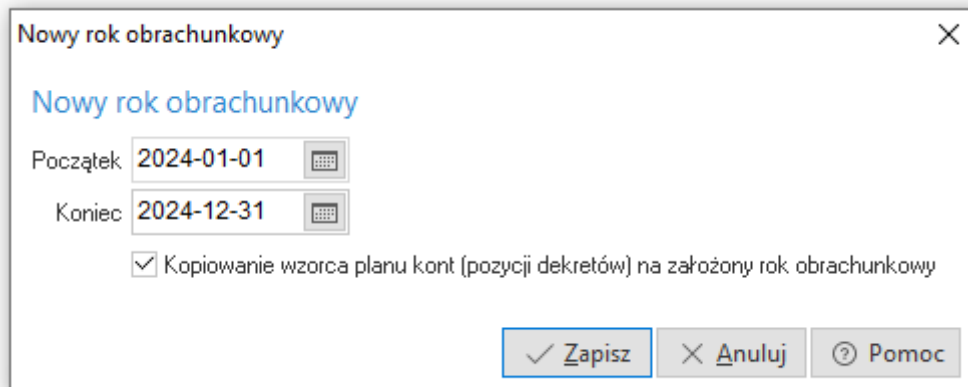 Nowy rok obrachunkowy
Nowy rok obrachunkowy
Początek 2024-01-01
Koniec 2024-12-31
Kopiowanie wzorca planu kont (pozycji dekretów) na założony rok obrachunkowy
Zapisz Anuluj Pomoc